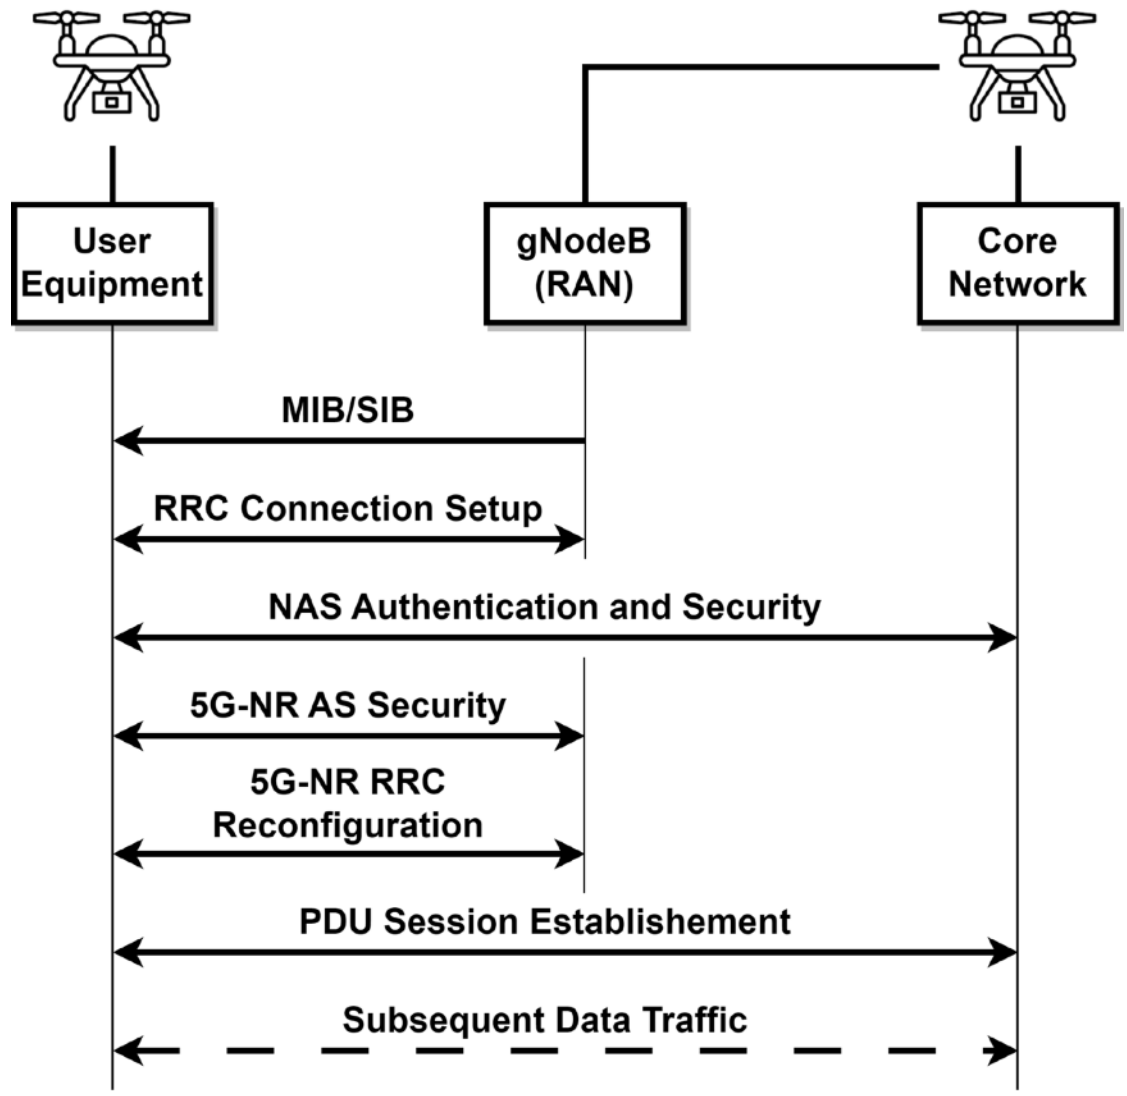 User
Equipment
gNodeB
(RAN)
Core
Network
MIB/SIB
RRC Connection Setup
NAS Authentication and Security
5G-NR AS Security
5G-NR RRC
Reconfiguration
PDU Session Establishement
Subsequent Data Traffic